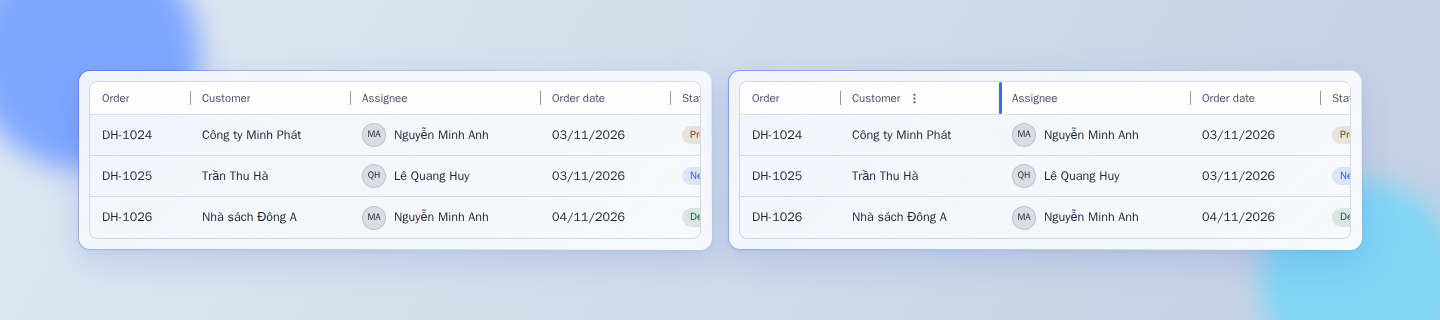 Order Customer Assignee Order date
DH-1024 Công ty Minh Phát MA Nguyễn Minh Anh 03/11/2026
DH-1025 Trần Thu Hà QH Lê Quang Huy 03/11/2026
DH-1026 Nhà sách Đông A MA Nguyễn Minh Anh 04/11/2026
Order Customer Assignee Order date
DH-1024 Công ty Minh Phát MA Nguyễn Minh Anh 03/11/2026
DH-1025 Trần Thu Hà QH Lê Quang Huy 03/11/2026
DH-1026 Nhà sách Đông A MA Nguyễn Minh Anh 04/11/2026